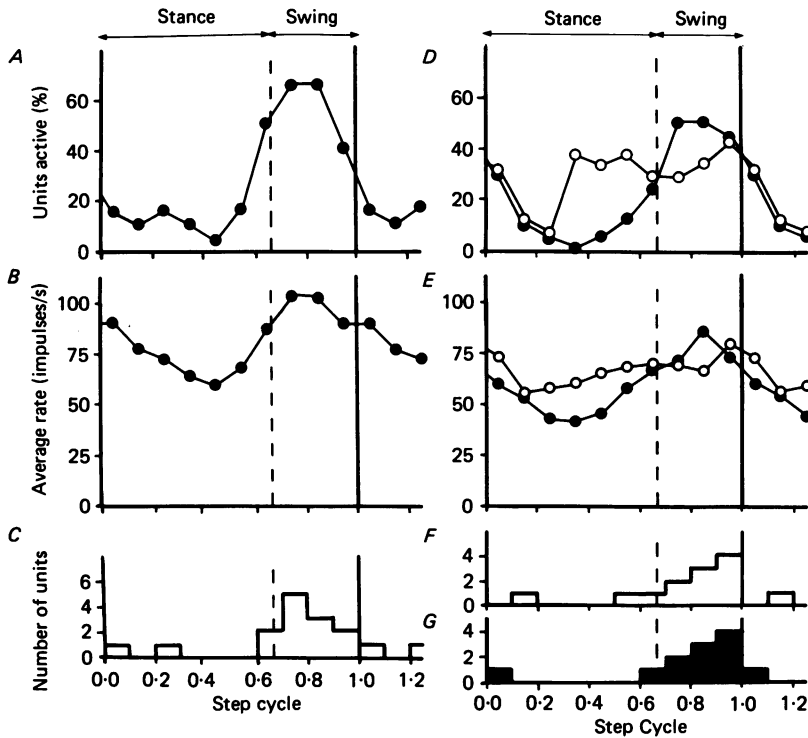 Stance Swing
Stance Swing
A
Units active (%)
60
40
20
0
D
60
40
20
0
B
Average rate (impulses/s)
100
75
50
25
0
E
100
75
50
25
0
C
Number of units
6
4
2
0
0·0 0·2 0·4 0·6 0·8 1·0 1·2
Step cycle
F
4
2
0
G
4
2
0
0·0 0·2 0·4 0·6 0·8 1·0 1·2
Step Cycle